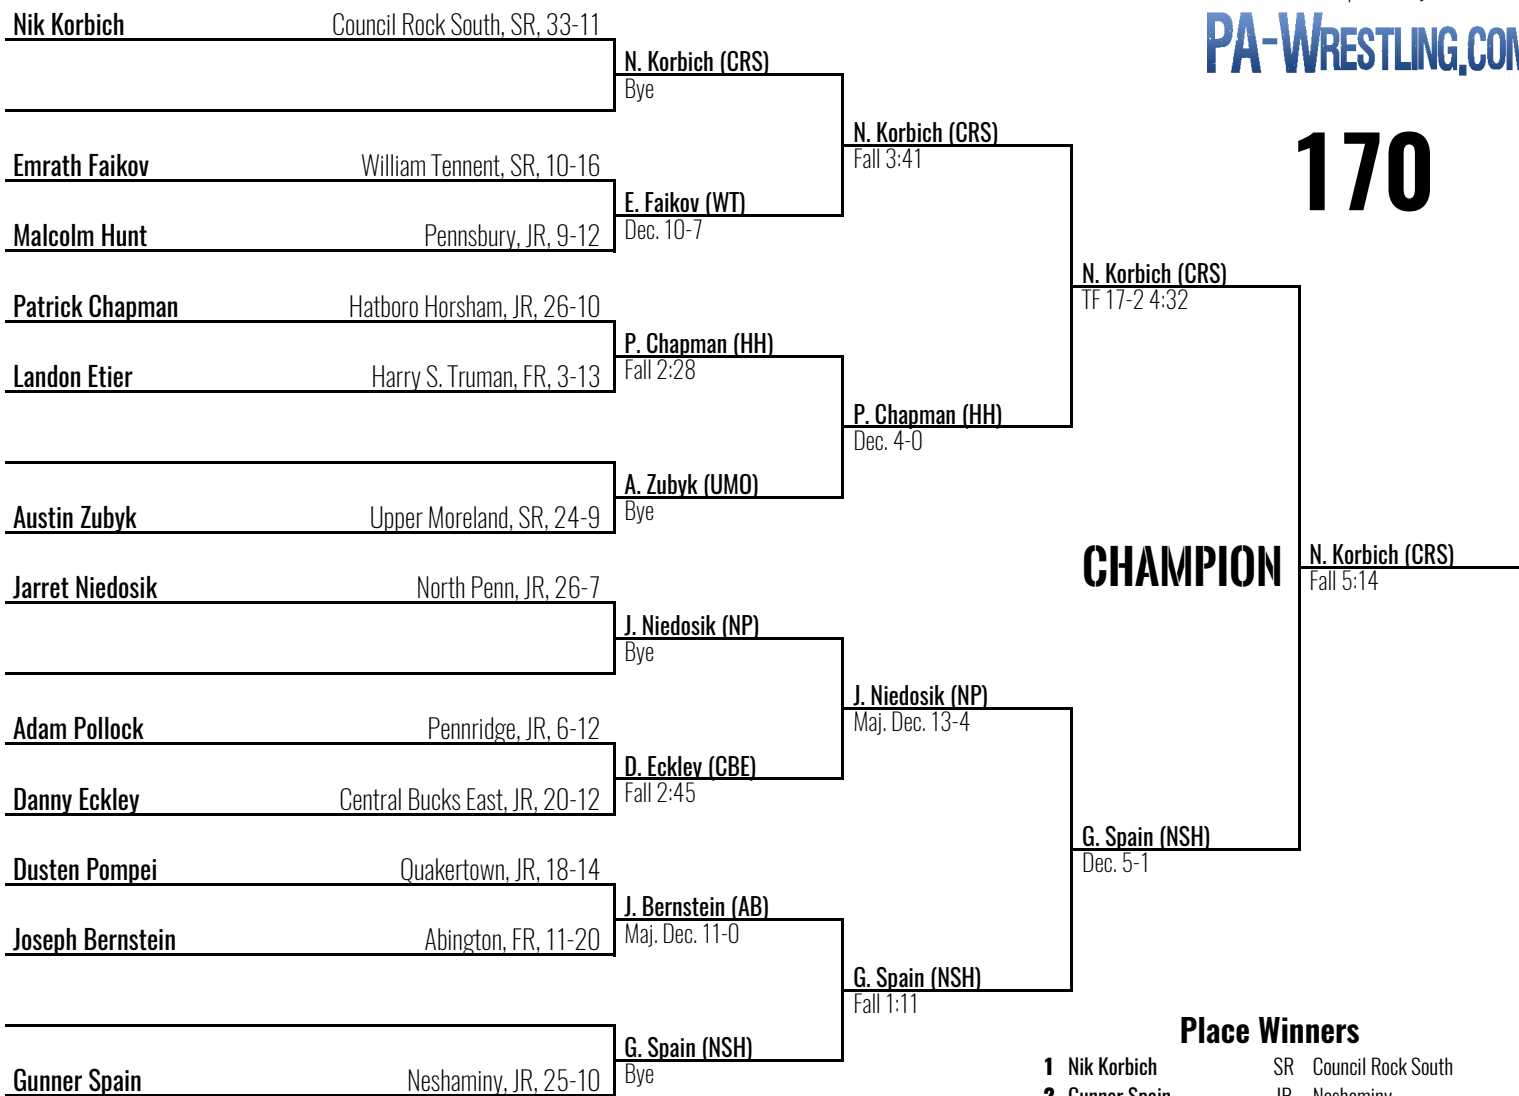 PA-WRESTLING.COM
170
Nik Korbich Council Rock South, SR, 33-11
N. Korbich (CRS)
Bye
N. Korbich (CRS)
Fall 3:41
Emrath Faikov William Tennent, SR, 10-16
E. Faikov (WT)
Dec. 10-7
Malcolm Hunt Pennsbury, JR, 9-12
N. Korbich (CRS)
TF 17-2 4:32
Patrick Chapman Hatboro Horsham, JR, 26-10
P. Chapman (HH)
Fall 2:28
Landon Etier Harry S. Truman, FR, 3-13
P. Chapman (HH)
Dec. 4-0
A. Zubyk (UMO)
Bye
Austin Zubyk Upper Moreland, SR, 24-9
CHAMPION
N. Korbich (CRS)
Fall 5:14
Jarret Niedosik North Penn, JR, 26-7
J. Niedosik (NP)
Bye
J. Niedosik (NP)
Maj. Dec. 13-4
Adam Pollock Pennridge, JR, 6-12
D. Eckley (CBE)
Fall 2:45
Danny Eckley Central Bucks East, JR, 20-12
G. Spain (NSH)
Dec. 5-1
Dusten Pompei Quakertown, JR, 18-14
J. Bernstein (AB)
Maj. Dec. 11-0
Joseph Bernstein Abington, FR, 11-20
G. Spain (NSH)
Fall 1:11
G. Spain (NSH)
Bye
Gunner Spain Neshaminy, JR, 25-10
Place Winners
1 Nik Korbich SR Council Rock South
2 Gunner Spain JR Neshaminy